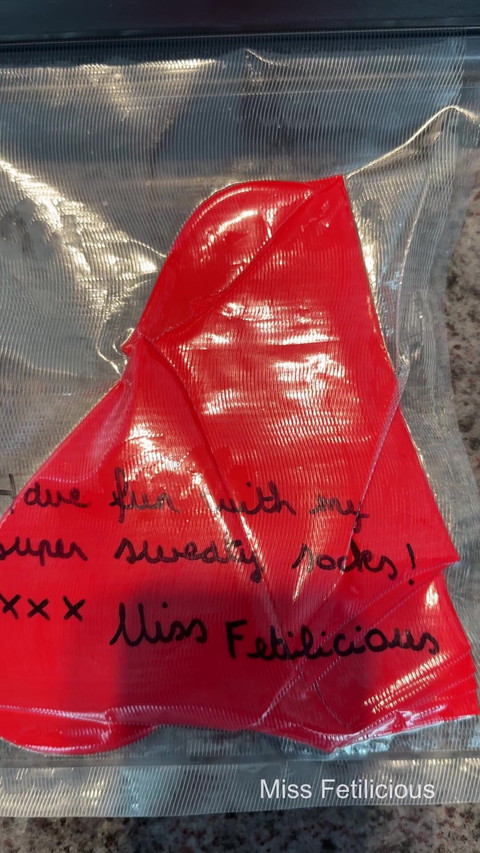 Have fun with my
super sweaty socks!
xxx Miss Fetilicious
Miss Fetilicious